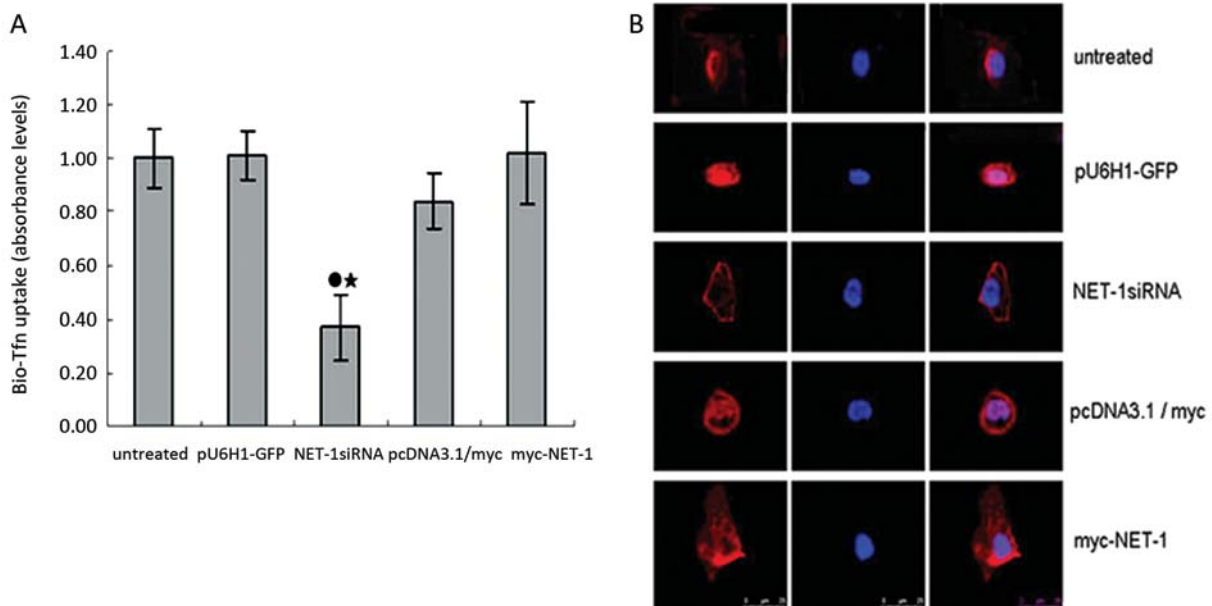 A
1.40
1.20
1.00
0.80
0.60
0.40
0.20
0.00
Bio-Tfn uptake (absorbance levels)
untreated pU6H1-GFP NET-1siRNA pcDNA3.1/myc myc-NET-1
B
untreated
pU6H1-GFP
NET-1siRNA
pcDNA3.1 / myc
myc-NET-1